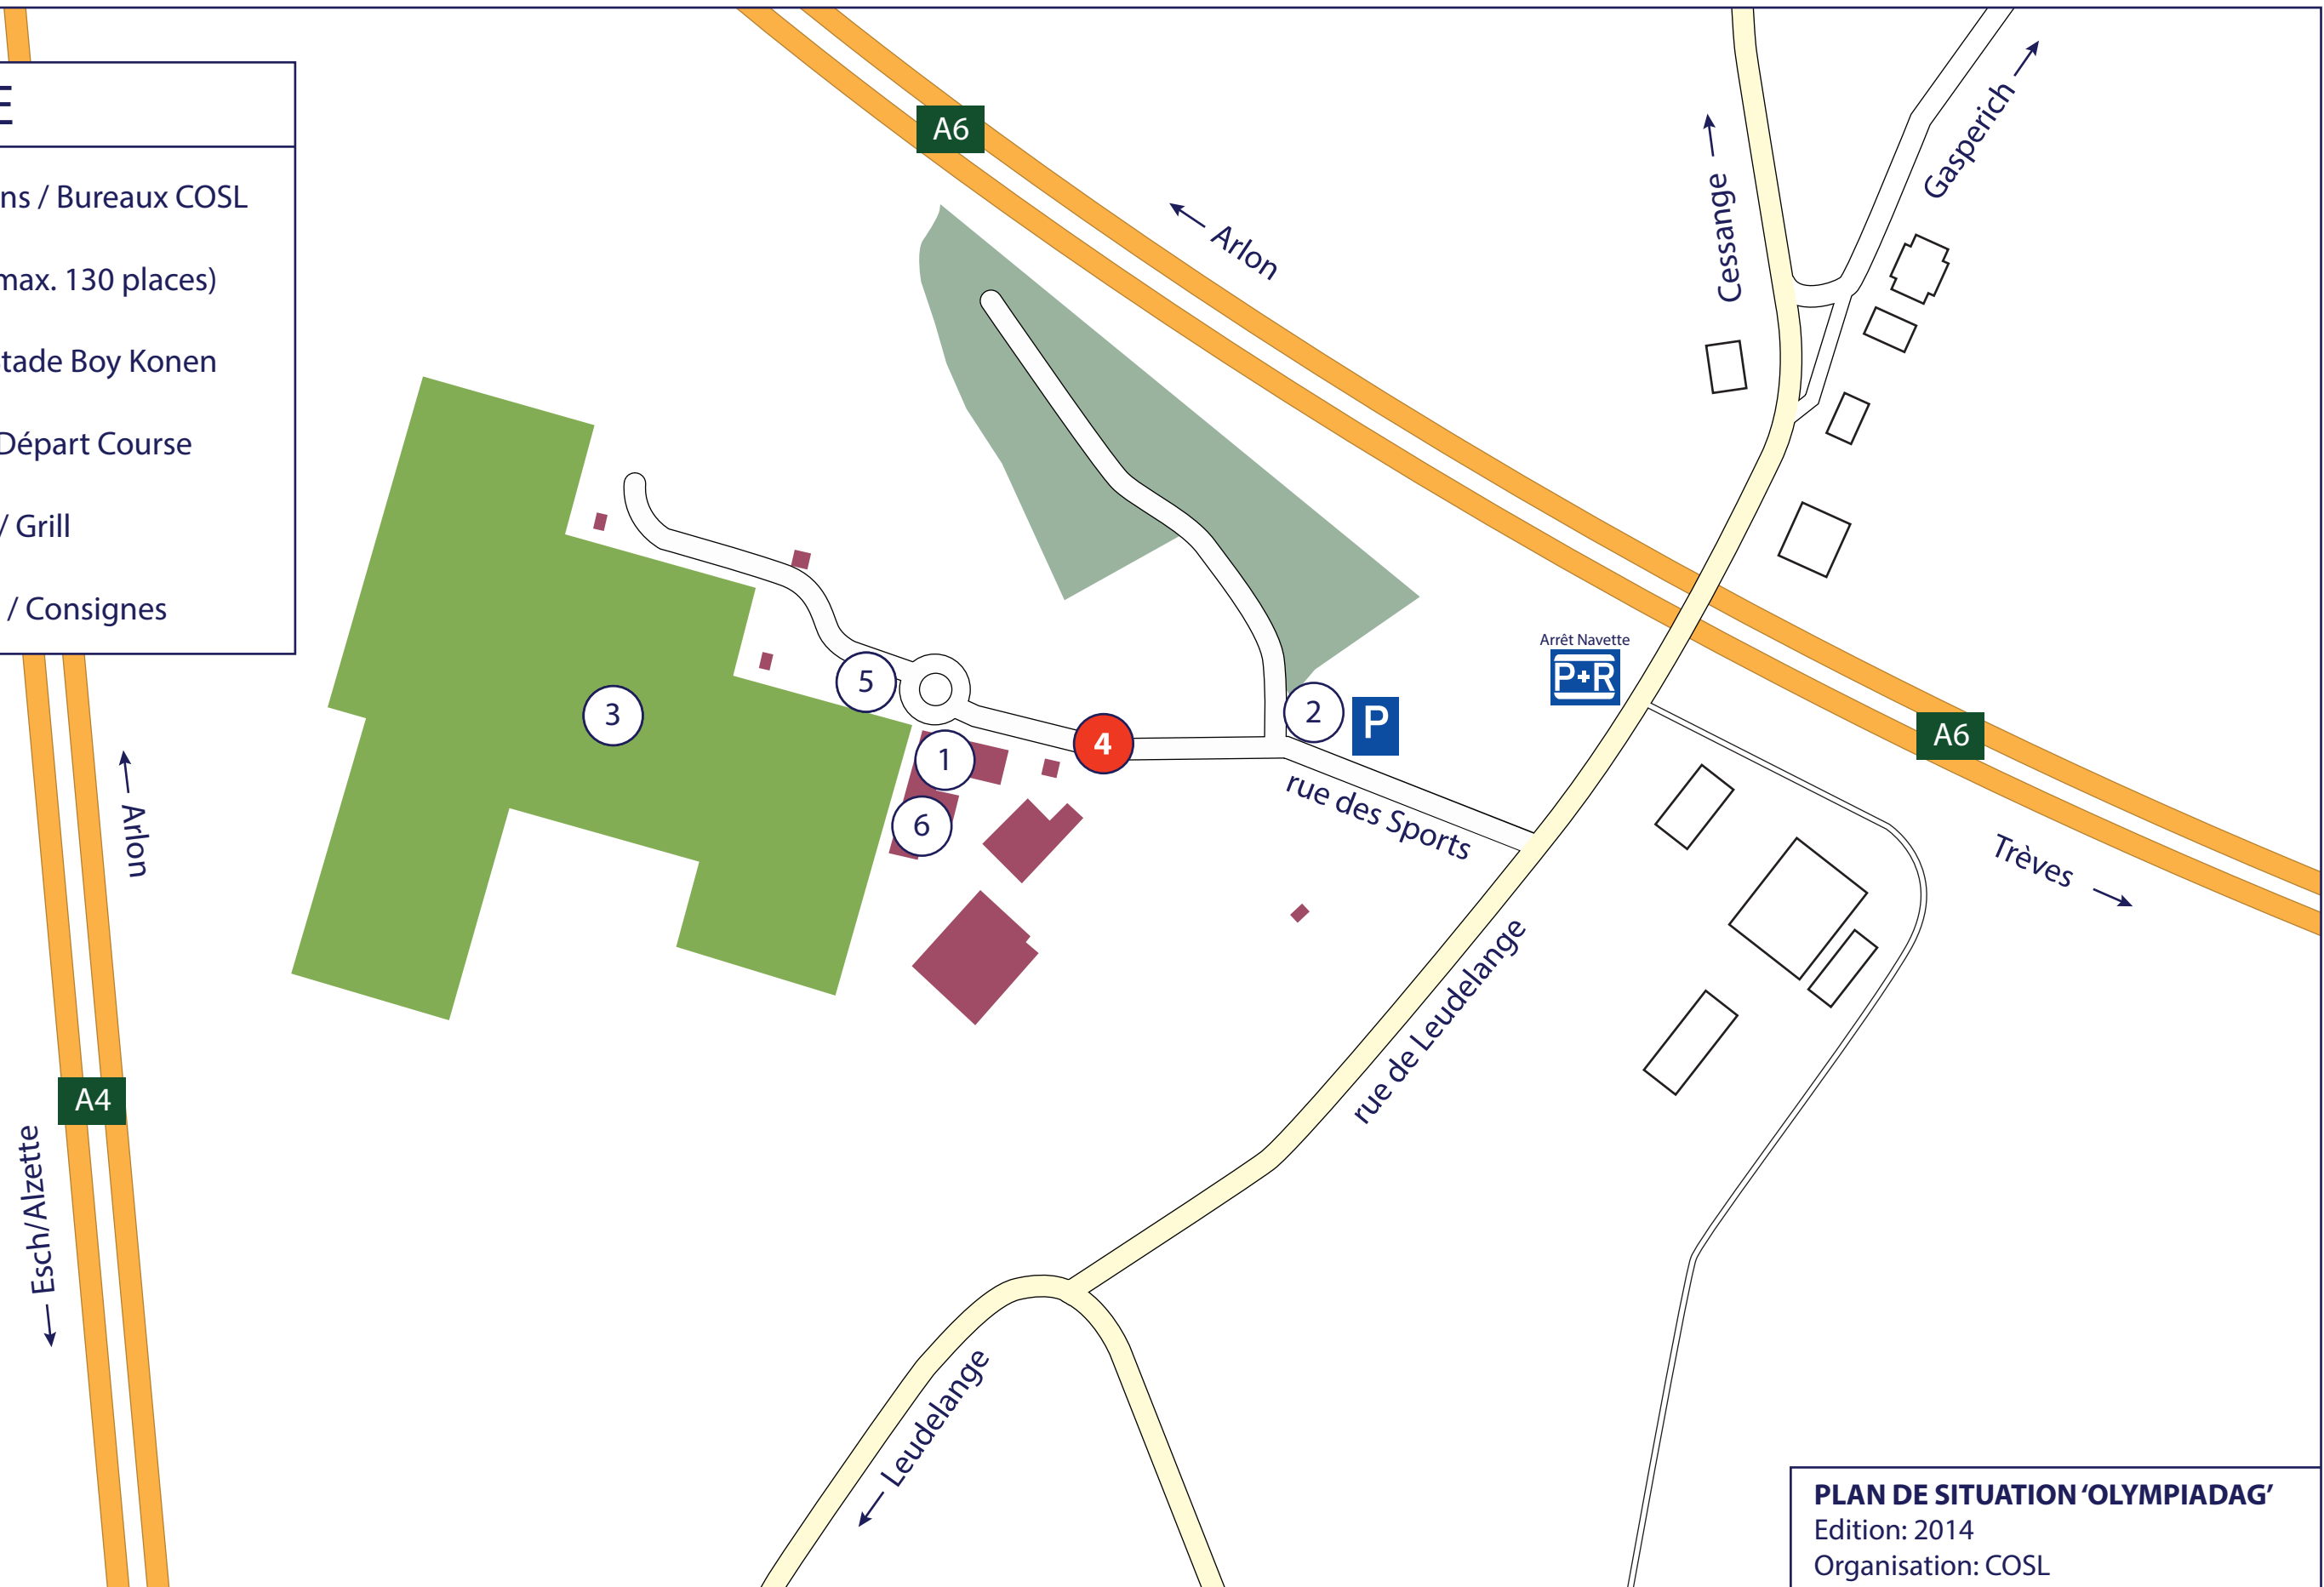 E
ns / Bureaux COSL
max. 130 places)
tade Boy Konen
Départ Course
/ Grill
/ Consignes
A6
Arlon
Cessange
Gasperich
Arrêt Navette
P+R
5
3
2
P
4
1
6
rue des Sports
A6
Trèves
Arlon
rue de Leudelange
A4
Esch/Alzette
Leudelange
PLAN DE SITUATION ‘OLYMPIADAG’
Edition: 2014
Organisation: COSL